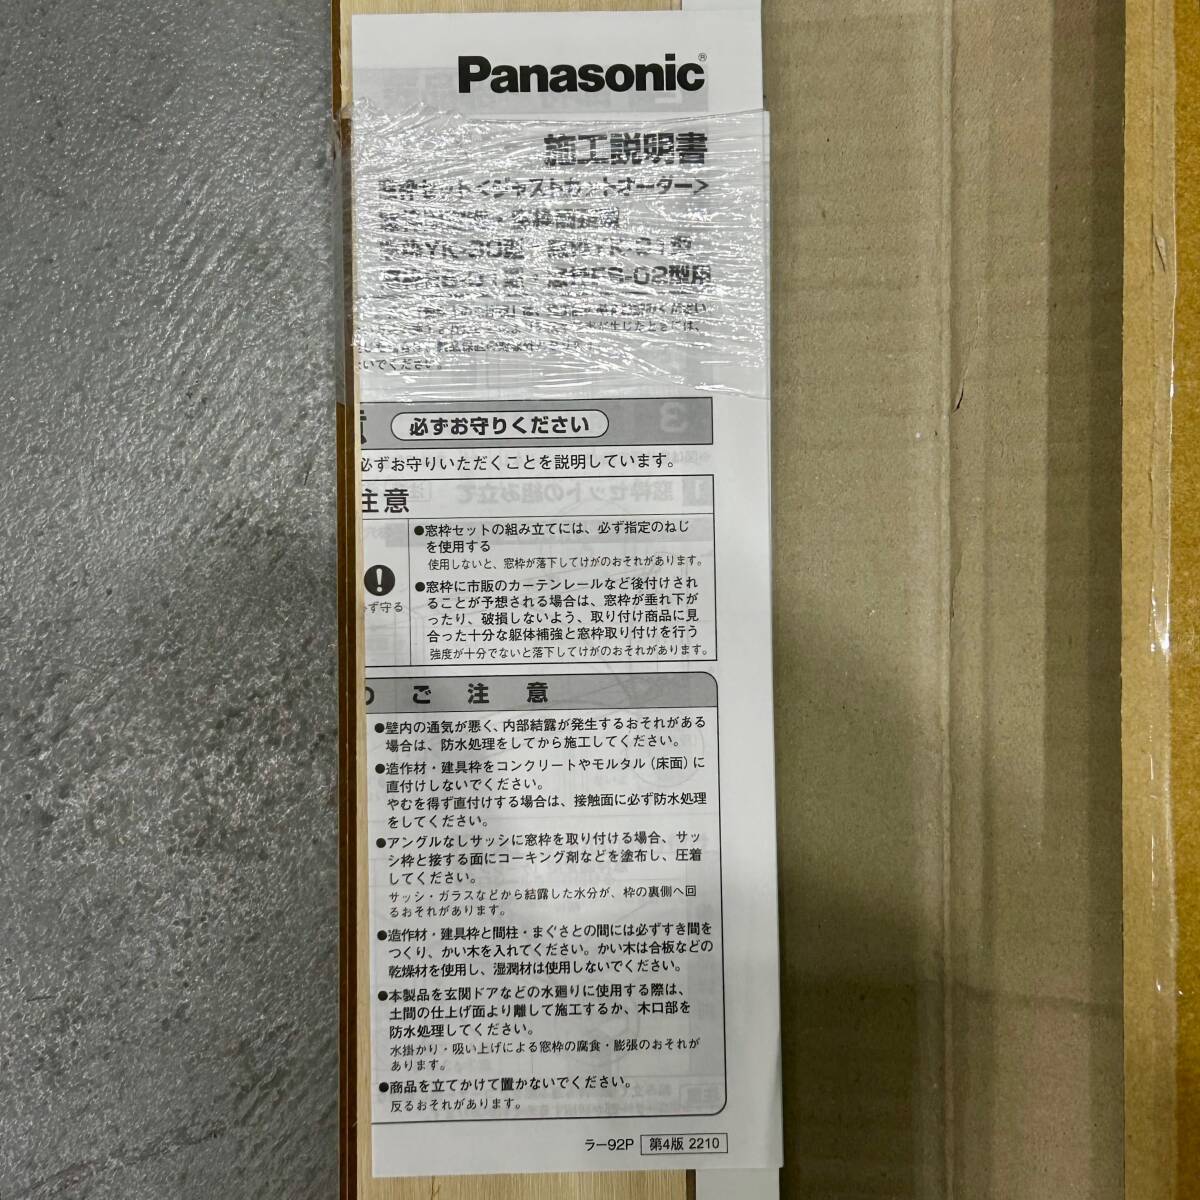 Panasonic®
施工説明書
窓枠セット<ジャストカットオーダー>
必ずお守りください
必ずお守りいただくことを説明しています。
注意
●窓枠セットの組み立てには、必ず指定のねじ
を使用する
使用しないと、窓枠が落下してけがのおそれがあります。
●窓枠に市販のカーテンレールなど後付けされ
ることが予想される場合は、窓枠が垂れ下が
ったり、破損しないよう、取り付け商品に見
合った十分な躯体補強と窓枠取り付けを行う
強度が十分でないと落下してけがのおそれがあります。
必ず守る
ご注意
●壁内の通気が悪く、内部結露が発生するおそれがある
場合は、防水処理をしてから施工してください。
●造作材・建具枠をコンクリートやモルタル(床面)に
直付けしないでください。
やむを得ず直付けする場合は、接触面に必ず防水処理
をしてください。
●アングルなしサッシに窓枠を取り付ける場合、サッ
シ枠と接する面にコーキング剤などを塗布し、圧着
してください。
サッシ・ガラスなどから結露した水分が、枠の裏側へ回
るおそれがあります。
●造作材・建具枠と間柱・まぐさとの間には必ずすき間を
つくり、かい木を入れてください。かい木は合板などの
乾燥材を使用し、湿潤材は使用しないでください。
●本製品を玄関ドアなどの水廻りに使用する際は、
土間の仕上げ面より離して施工するか、木口部を
防水処理してください。
水掛かり・吸い上げによる窓枠の腐食・膨張のおそれが
あります。
●商品を立てかけて置かないでください。
反るおそれがあります。
ラー92P 第4版 2210